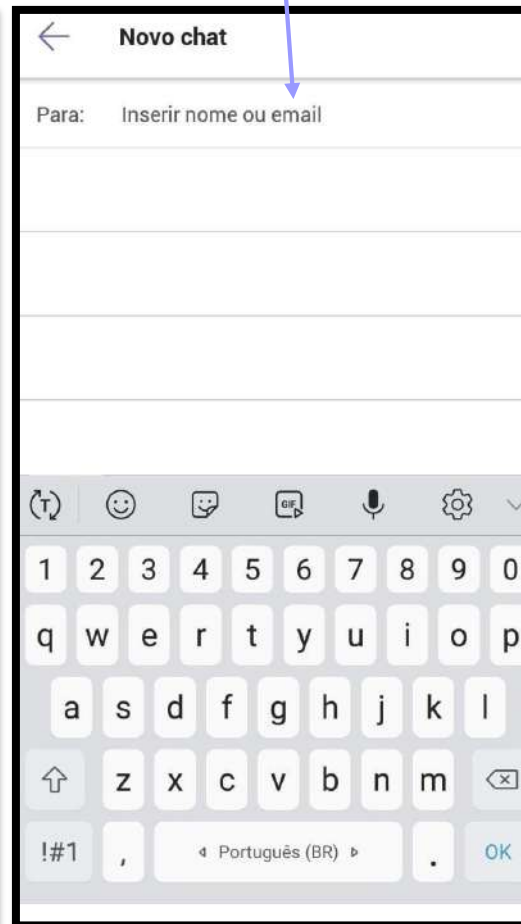 Novo chat
Para: Inserir nome ou email
T GIF
1 2 3 4 5 6 7 8 9 0
q w e r t y u i o p
a s d f g h j k l
z x c v b n m
!#1 , Português (BR) . OK